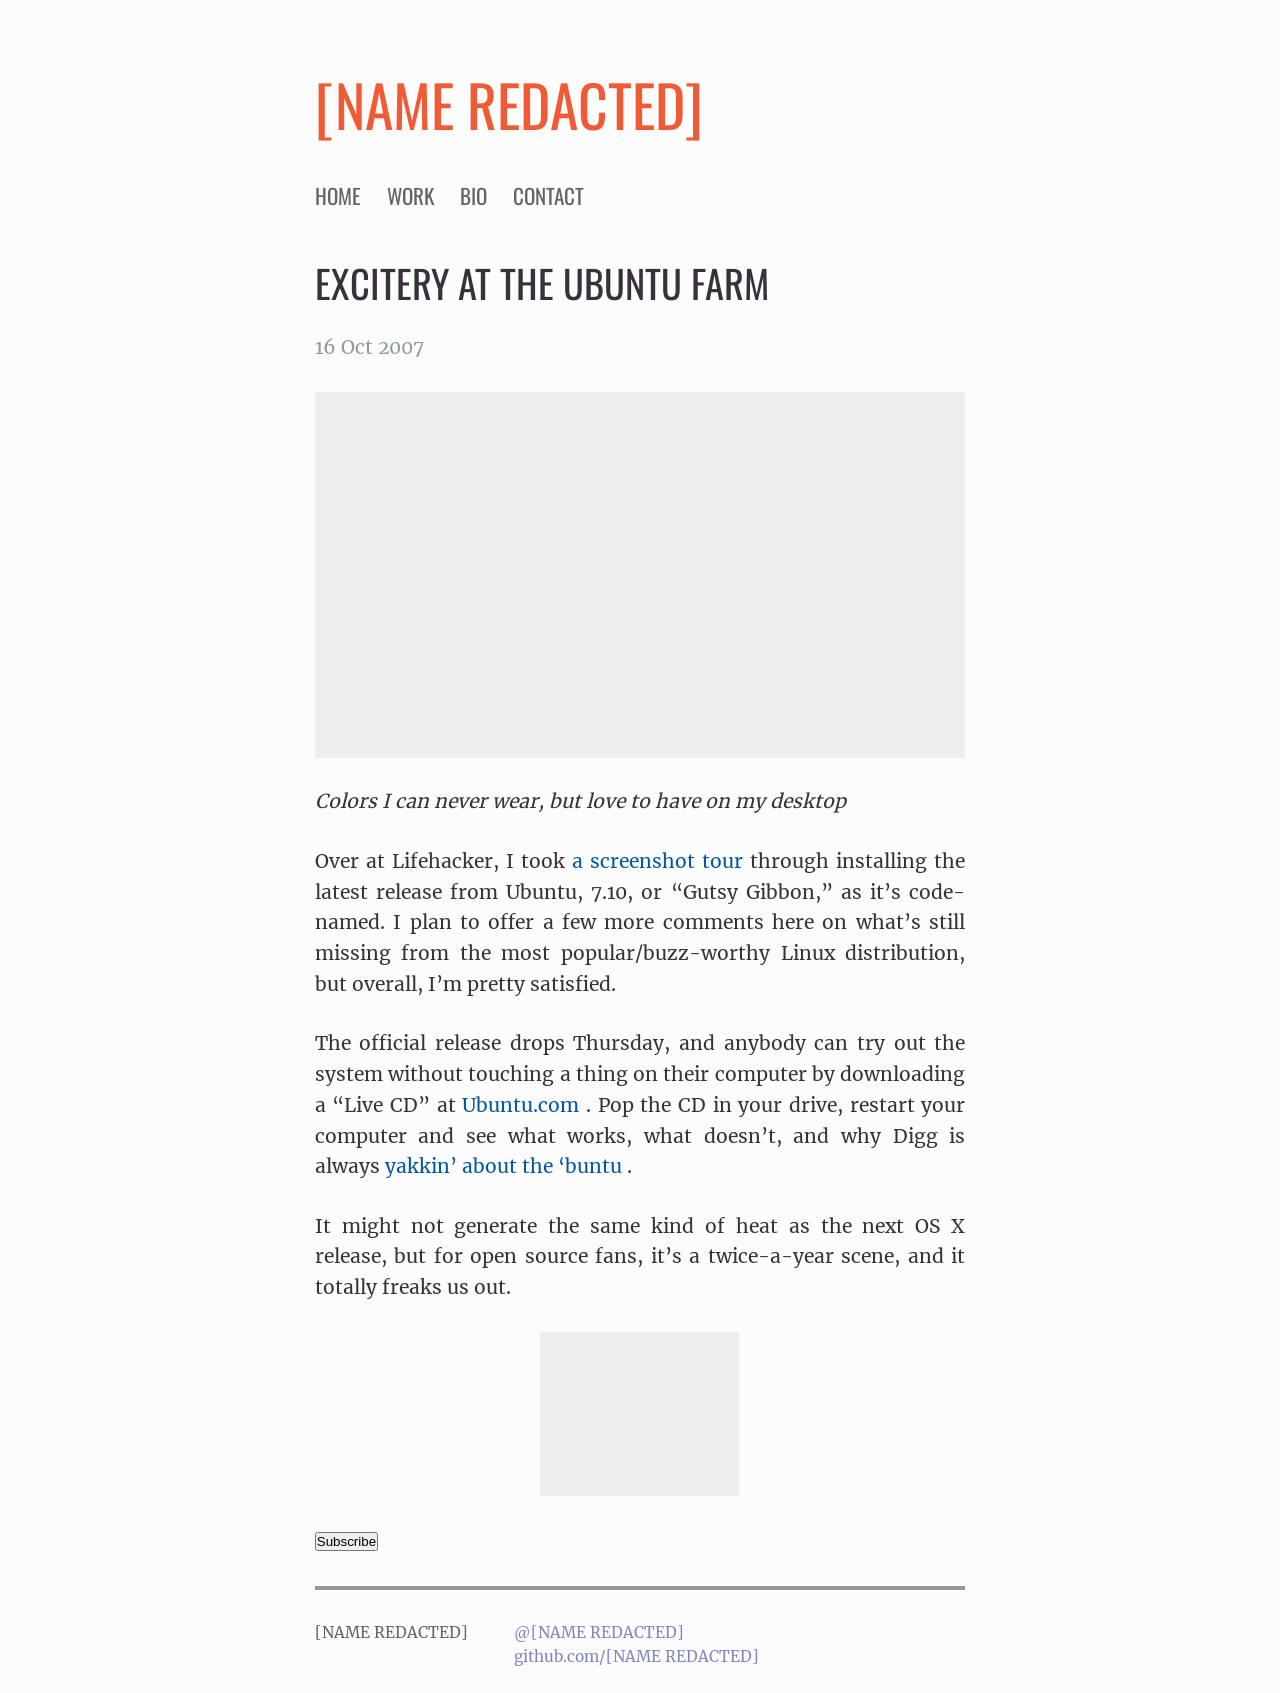 [NAME REDACTED]
HOME WORK BIO CONTACT
EXCITERY AT THE UBUNTU FARM
16 Oct 2007
Colors I can never wear, but love to have on my desktop
Over at Lifehacker, I took a screenshot tour through installing the
latest release from Ubuntu, 7.10, or “Gutsy Gibbon,” as it’s code-
named. I plan to offer a few more comments here on what’s still
missing from the most popular/buzz-worthy Linux distribution,
but overall, I’m pretty satisfied.
The official release drops Thursday, and anybody can try out the
system without touching a thing on their computer by downloading
a “Live CD” at Ubuntu.com . Pop the CD in your drive, restart your
computer and see what works, what doesn’t, and why Digg is
always yakkin’ about the ‘buntu .
It might not generate the same kind of heat as the next OS X
release, but for open source fans, it’s a twice-a-year scene, and it
totally freaks us out.
Subscribe
[NAME REDACTED] @[NAME REDACTED]
github.com/[NAME REDACTED]